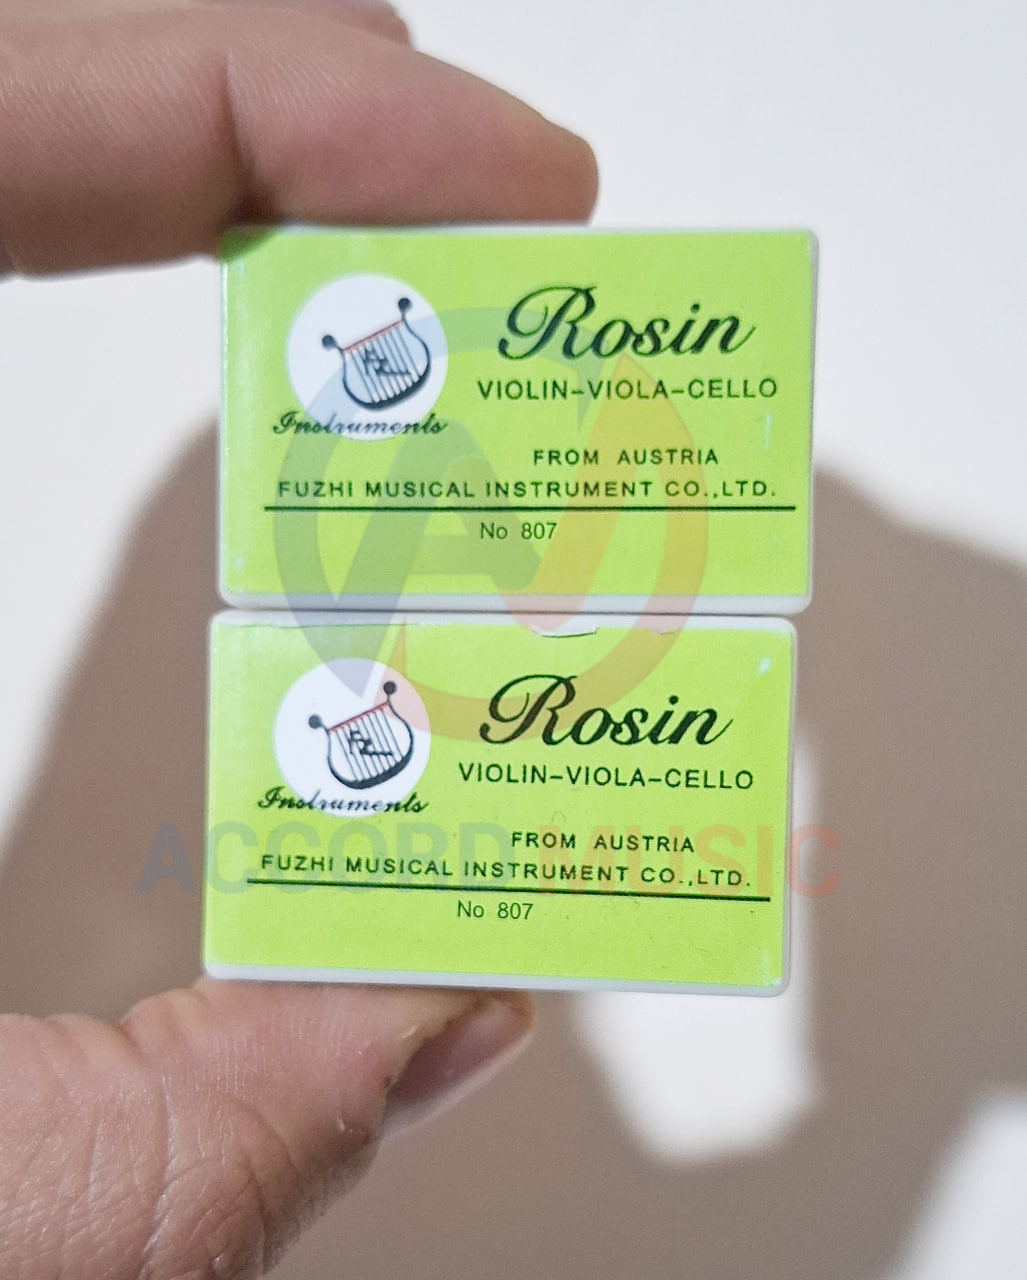 Rosin
VIOLIN-VIOLA-CELLO
Instruments
FROM AUSTRIA
FUZHI MUSICAL INSTRUMENT CO.,LTD.
No 807
Rosin
VIOLIN-VIOLA-CELLO
Instruments
ACCORD MUSIC
FROM AUSTRIA
FUZHI MUSICAL INSTRUMENT CO.,LTD.
No 807